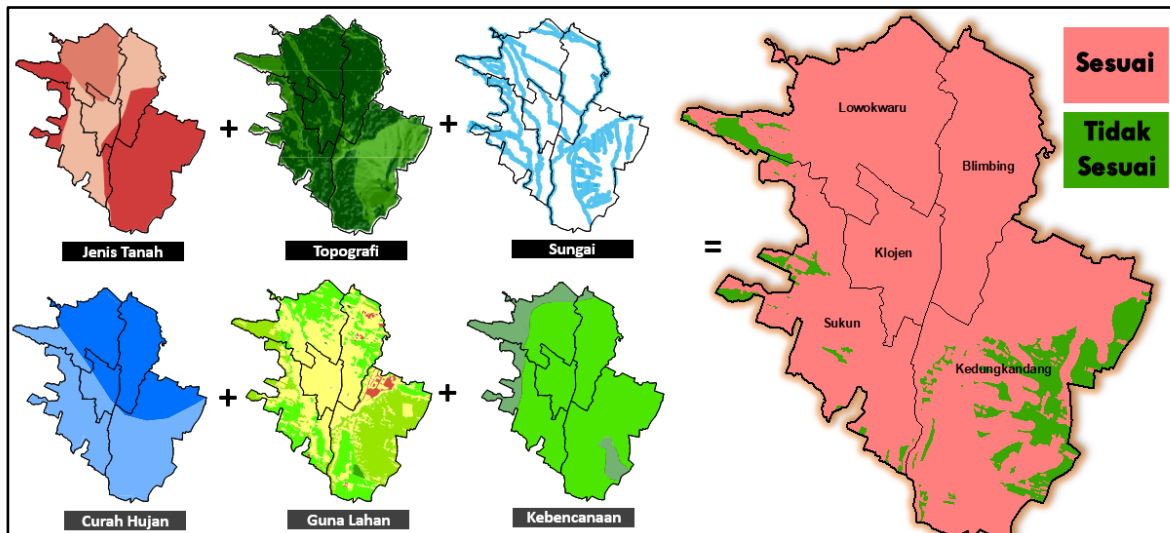 Jenis Tanah
+
Topografi
+
Sungai
Curah Hujan
+
Guna Lahan
+
Kebencanaan
=
Lowokwaru
Blimbing
Klojen
Sukun
Kedungkandang
Sesuai
Tidak
Sesuai